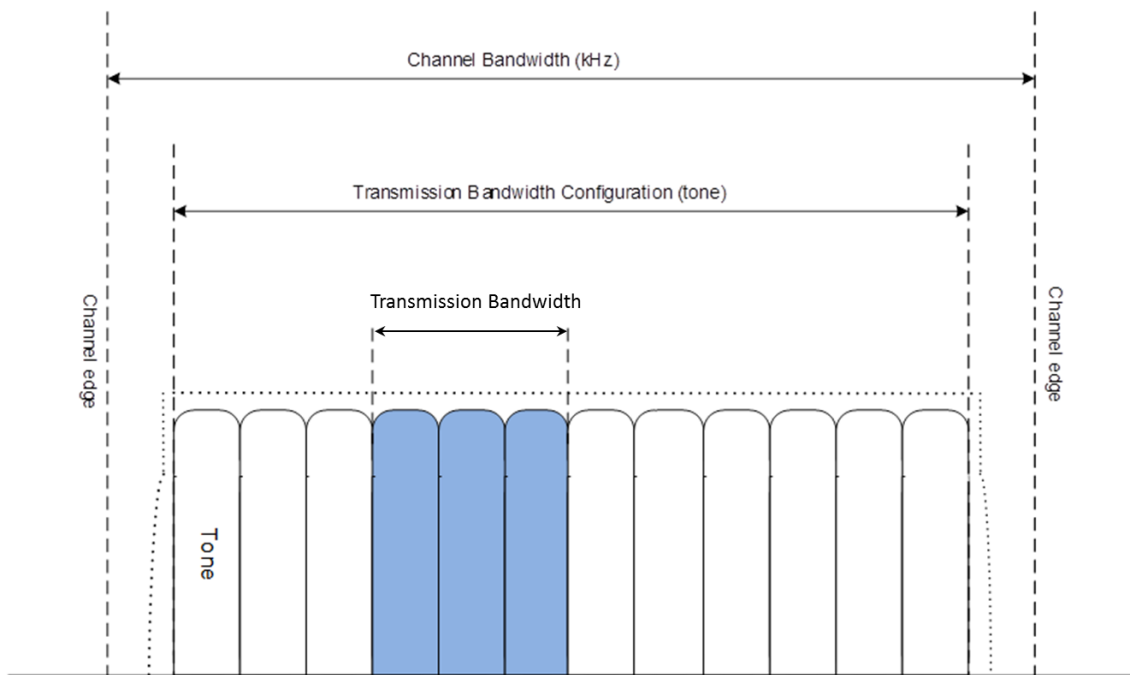 Channel Bandwidth (kHz)
Transmission Bandwidth Configuration (tone)
Transmission Bandwidth
Channel edge
Channel edge
Tone